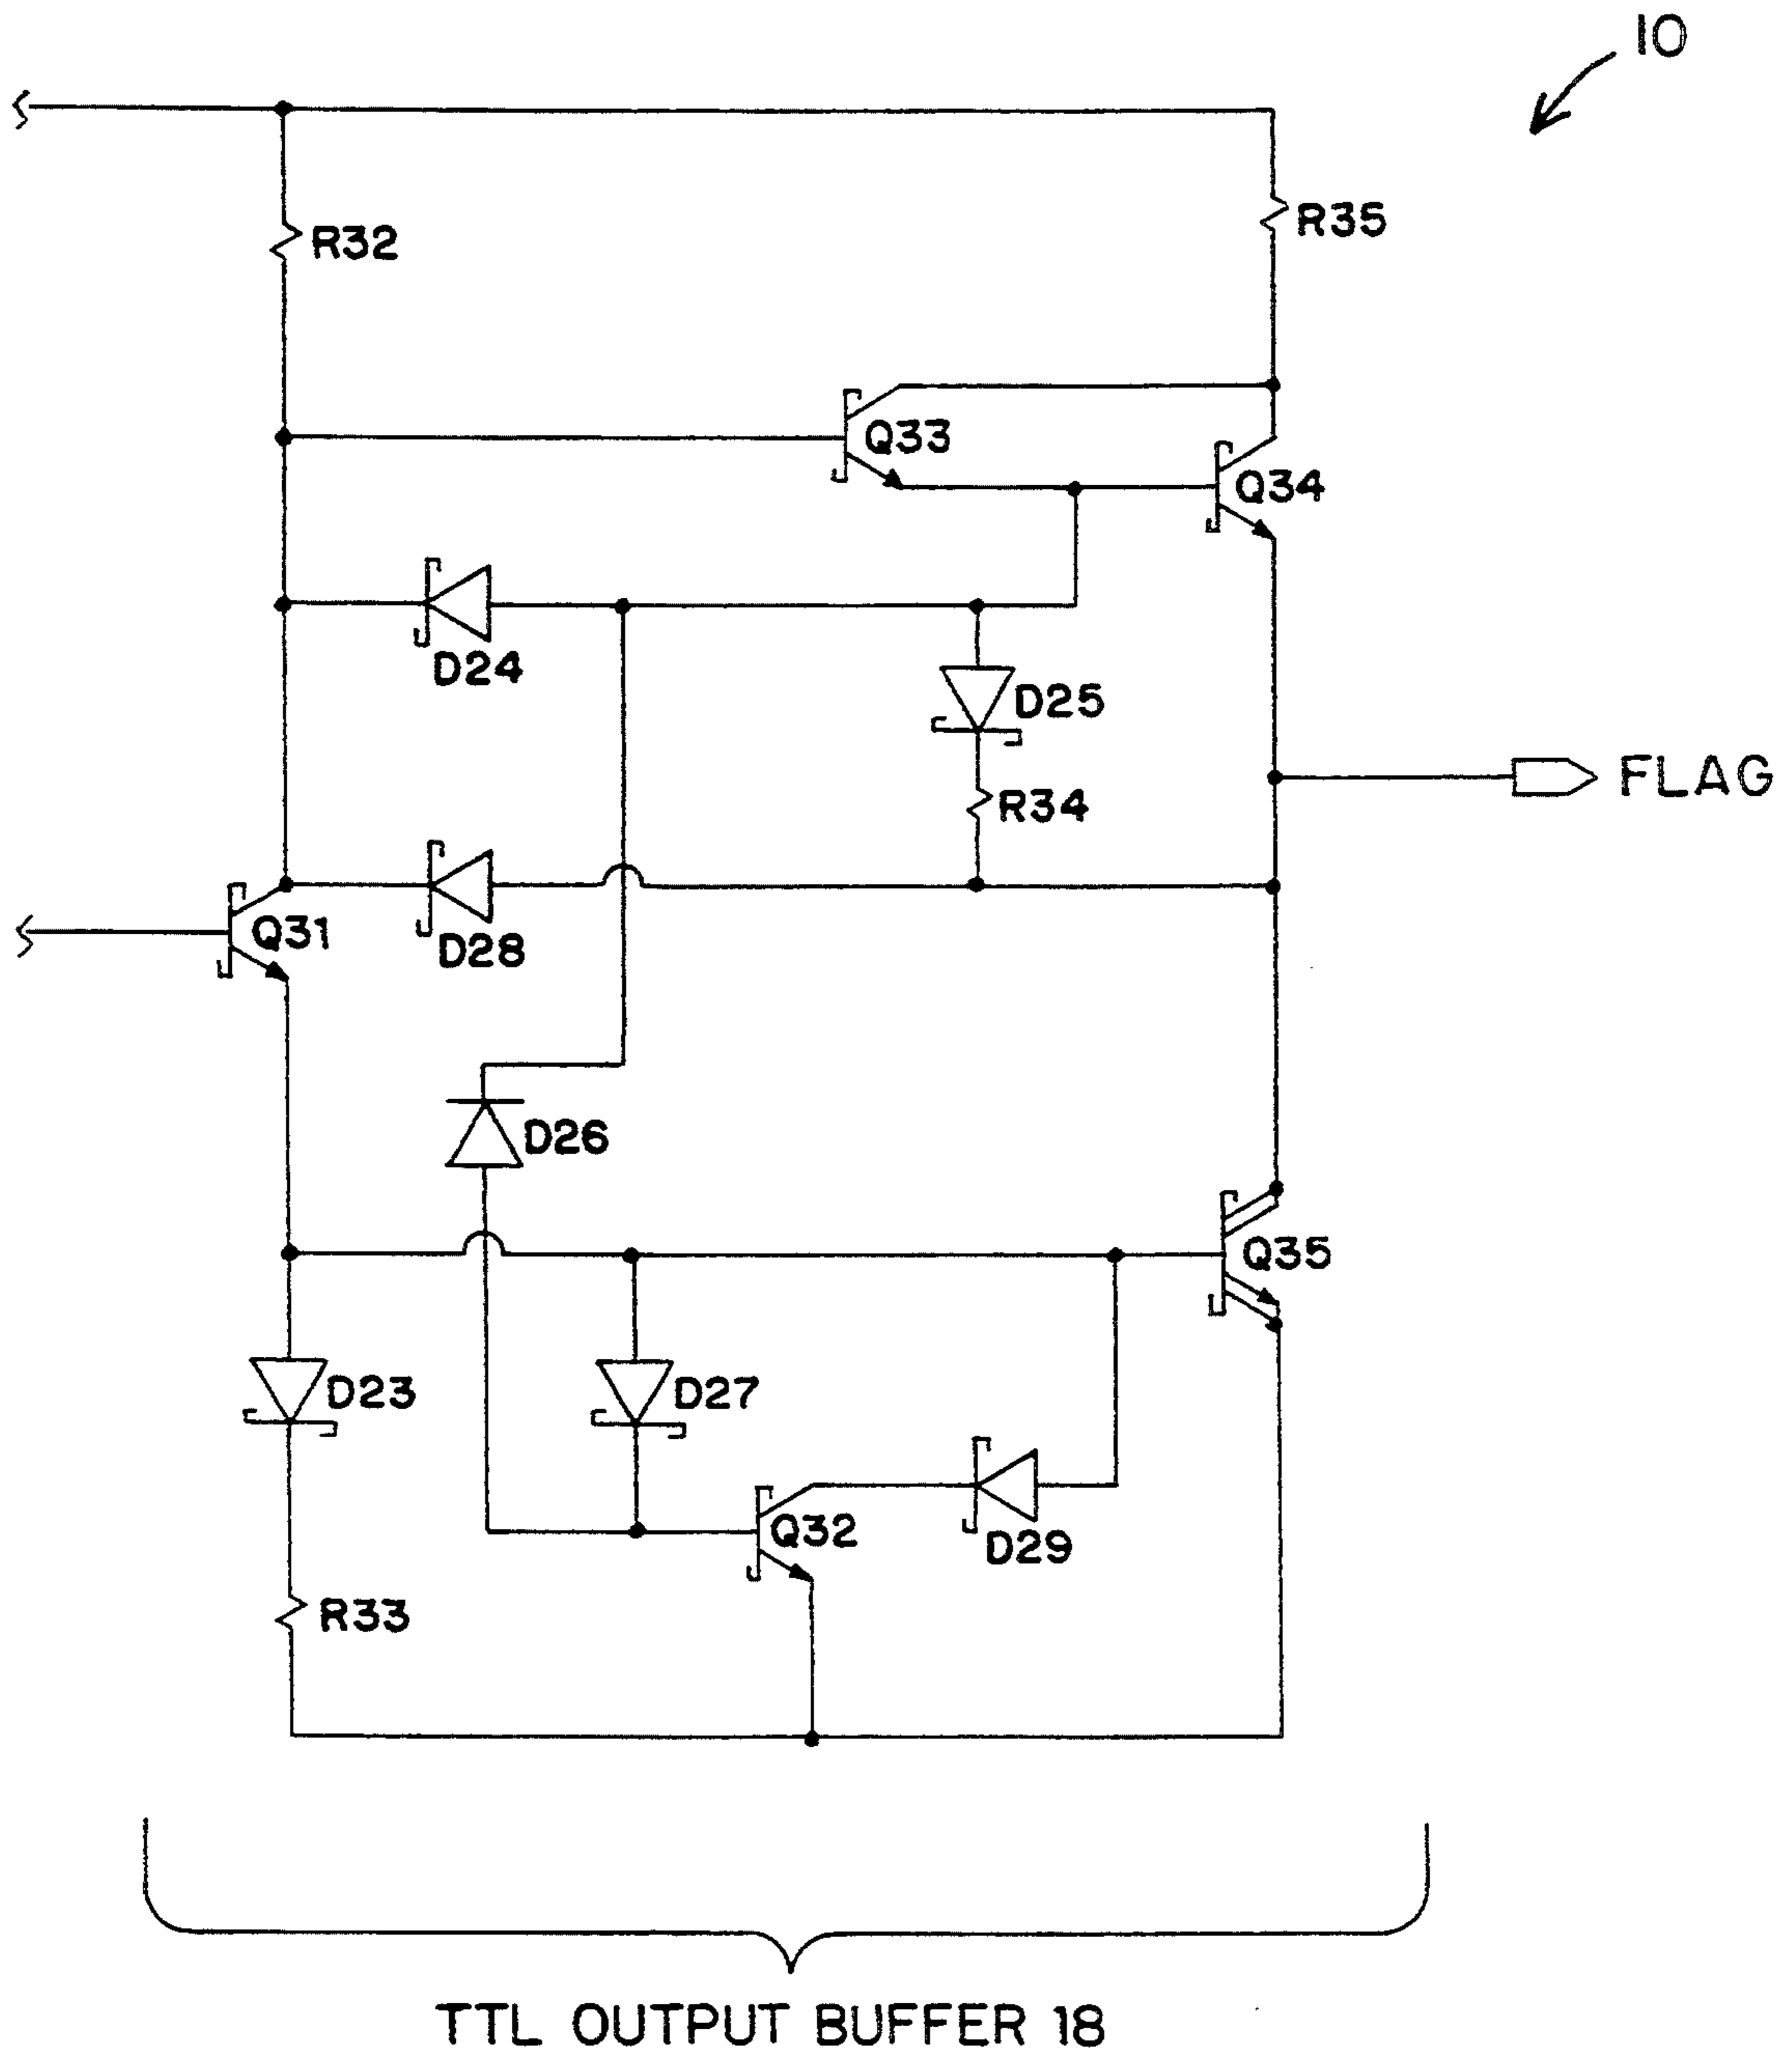 10
R32
R35
Q33
Q34
D24
D25
FLAG
R34
Q31
D28
D26
Q35
D23
D27
Q32
D29
R33
TTL OUTPUT BUFFER 18